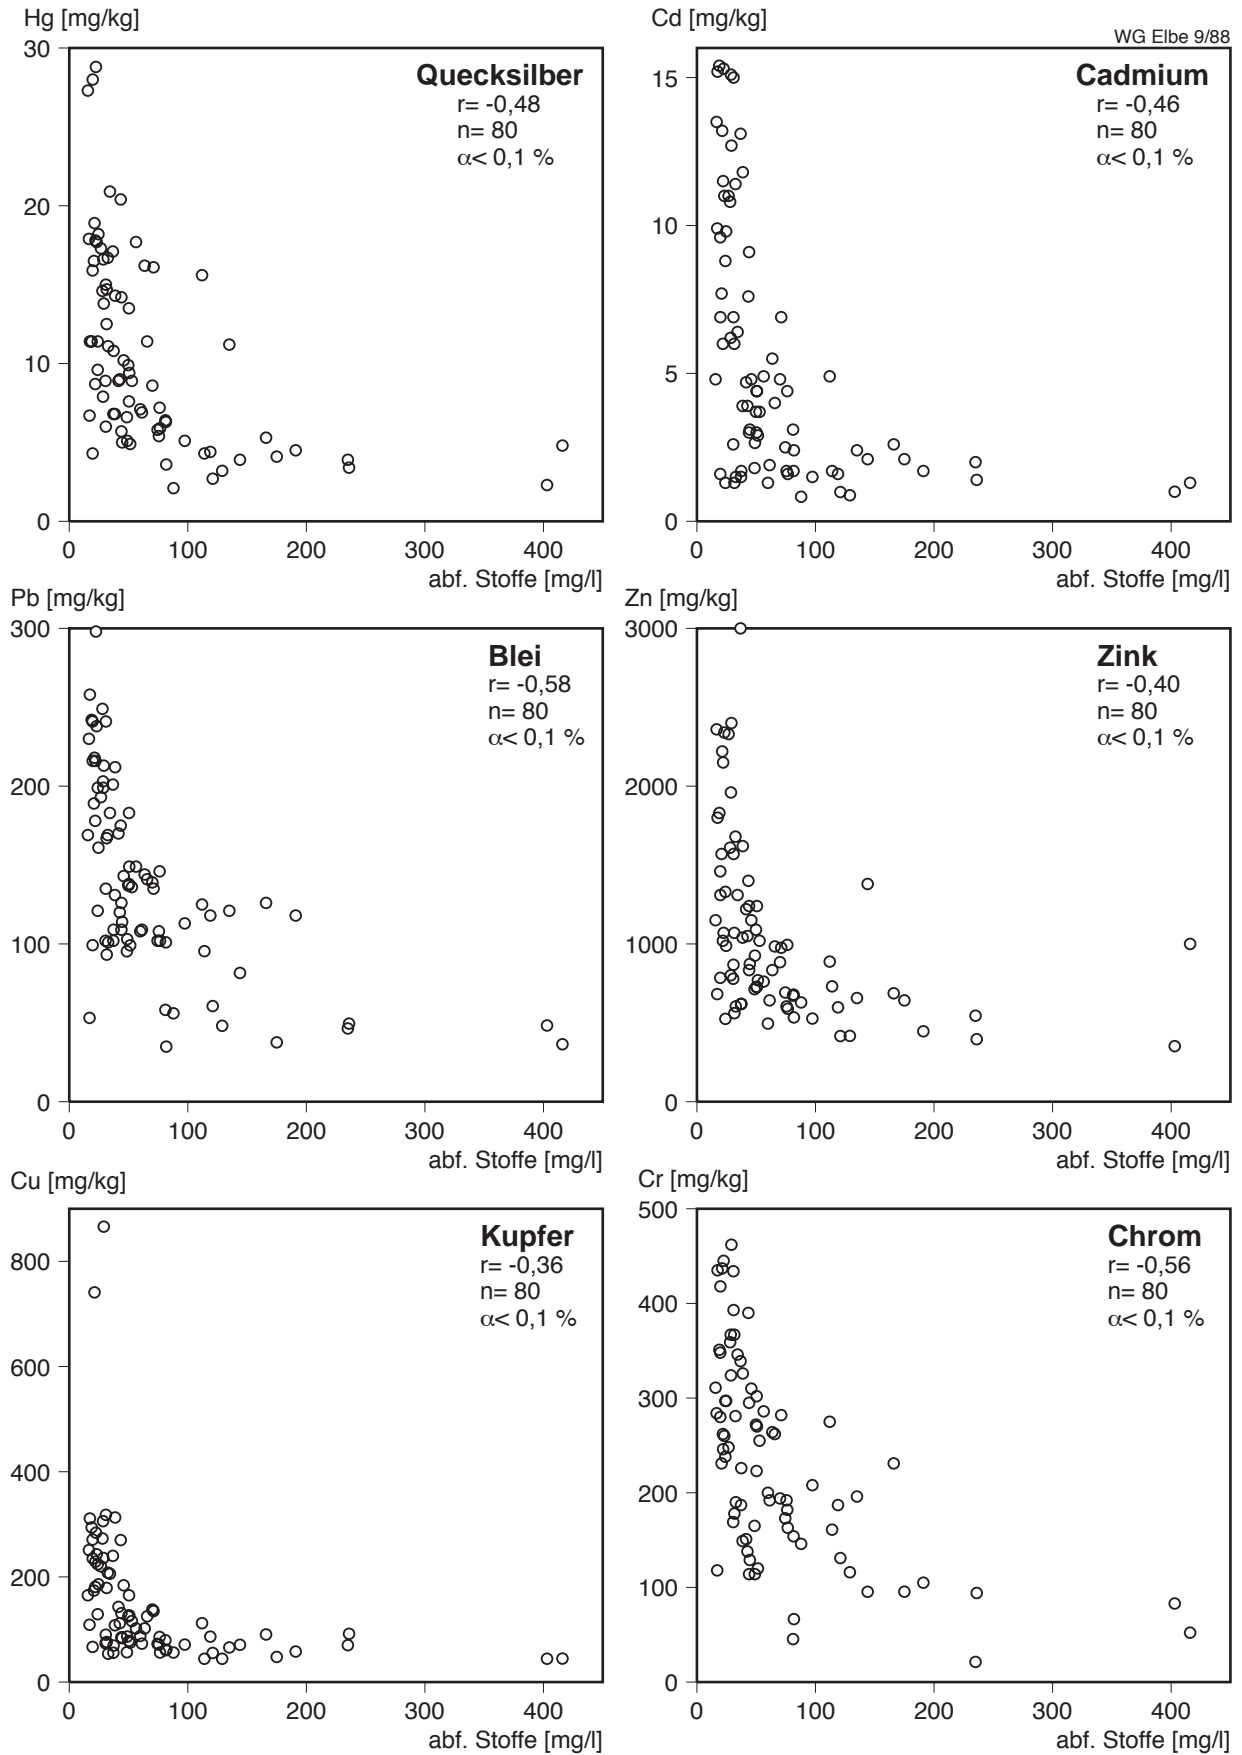 Hg [mg/kg]
30
20
10
0
0 100 200 300 400
abf. Stoffe [mg/l]
Quecksilber
r= -0,48
n= 80
α< 0,1 %
Cd [mg/kg]
WG Elbe 9/88
15
10
5
0
0 100 200 300 400
abf. Stoffe [mg/l]
Cadmium
r= -0,46
n= 80
α< 0,1 %
Pb [mg/kg]
300
200
100
0
0 100 200 300 400
abf. Stoffe [mg/l]
Blei
r= -0,58
n= 80
α< 0,1 %
Zn [mg/kg]
3000
2000
1000
0
0 100 200 300 400
abf. Stoffe [mg/l]
Zink
r= -0,40
n= 80
α< 0,1 %
Cu [mg/kg]
800
600
400
200
0
0 100 200 300 400
abf. Stoffe [mg/l]
Kupfer
r= -0,36
n= 80
α< 0,1 %
Cr [mg/kg]
500
400
300
200
100
0
0 100 200 300 400
abf. Stoffe [mg/l]
Chrom
r= -0,56
n= 80
α< 0,1 %